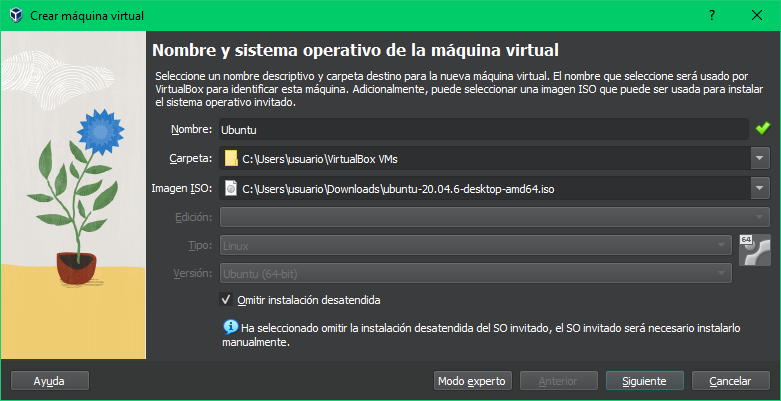 Crear máquina virtual
?
Nombre y sistema operativo de la máquina virtual
Seleccione un nombre descriptivo y carpeta destino para la nueva máquina virtual. El nombre que seleccione será usado por
VirtualBox para identificar esta máquina. Adicionalmente, puede seleccionar una imagen ISO que puede ser usada para instalar
el sistema operativo invitado.
Nombre: Ubuntu
Carpeta: C:\Users\usuario\VirtualBox VMs
Imagen ISO: C:\Users\usuario\Downloads\ubuntu-20.04.6-desktop-amd64.iso
Edición:
Tipo: Linux
64
Versión: Ubuntu (64-bit)
Omitir instalación desatendida
Ha seleccionado omitir la instalación desatendida del SO invitado, el SO invitado será necesario instalarlo
manualmente.
Ayuda Modo experto Anterior Siguiente Cancelar